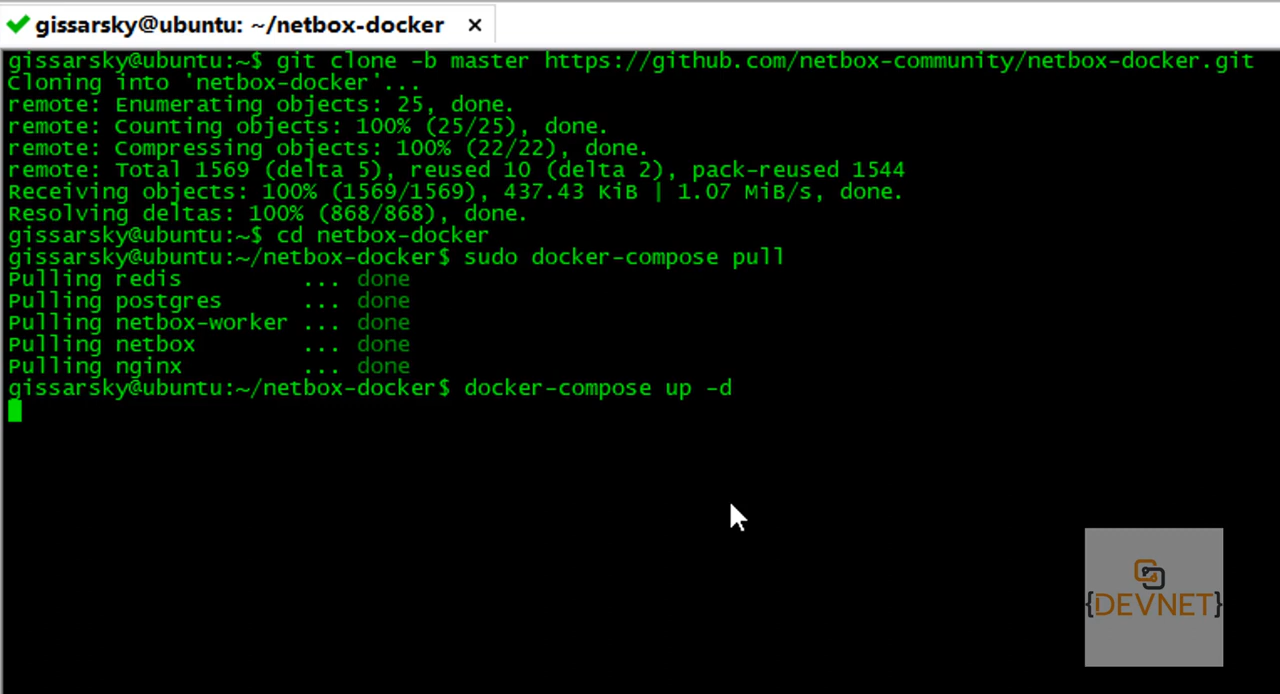 gissarsky@ubuntu: ~/netbox-docker
gissarsky@ubuntu:~$ git clone -b master https://github.com/netbox-community/netbox-docker.git
Cloning into 'netbox-docker'...
remote: Enumerating objects: 25, done.
remote: Counting objects: 100% (25/25), done.
remote: Compressing objects: 100% (22/22), done.
remote: Total 1569 (delta 5), reused 10 (delta 2), pack-reused 1544
Receiving objects: 100% (1569/1569), 437.43 KiB | 1.07 MiB/s, done.
Resolving deltas: 100% (868/868), done.
gissarsky@ubuntu:~$ cd netbox-docker
gissarsky@ubuntu:~/netbox-docker$ sudo docker-compose pull
Pulling redis         ... done
Pulling postgres      ... done
Pulling netbox-worker ... done
Pulling netbox        ... done
Pulling nginx         ... done
gissarsky@ubuntu:~/netbox-docker$ docker-compose up -d
{DEVNET}